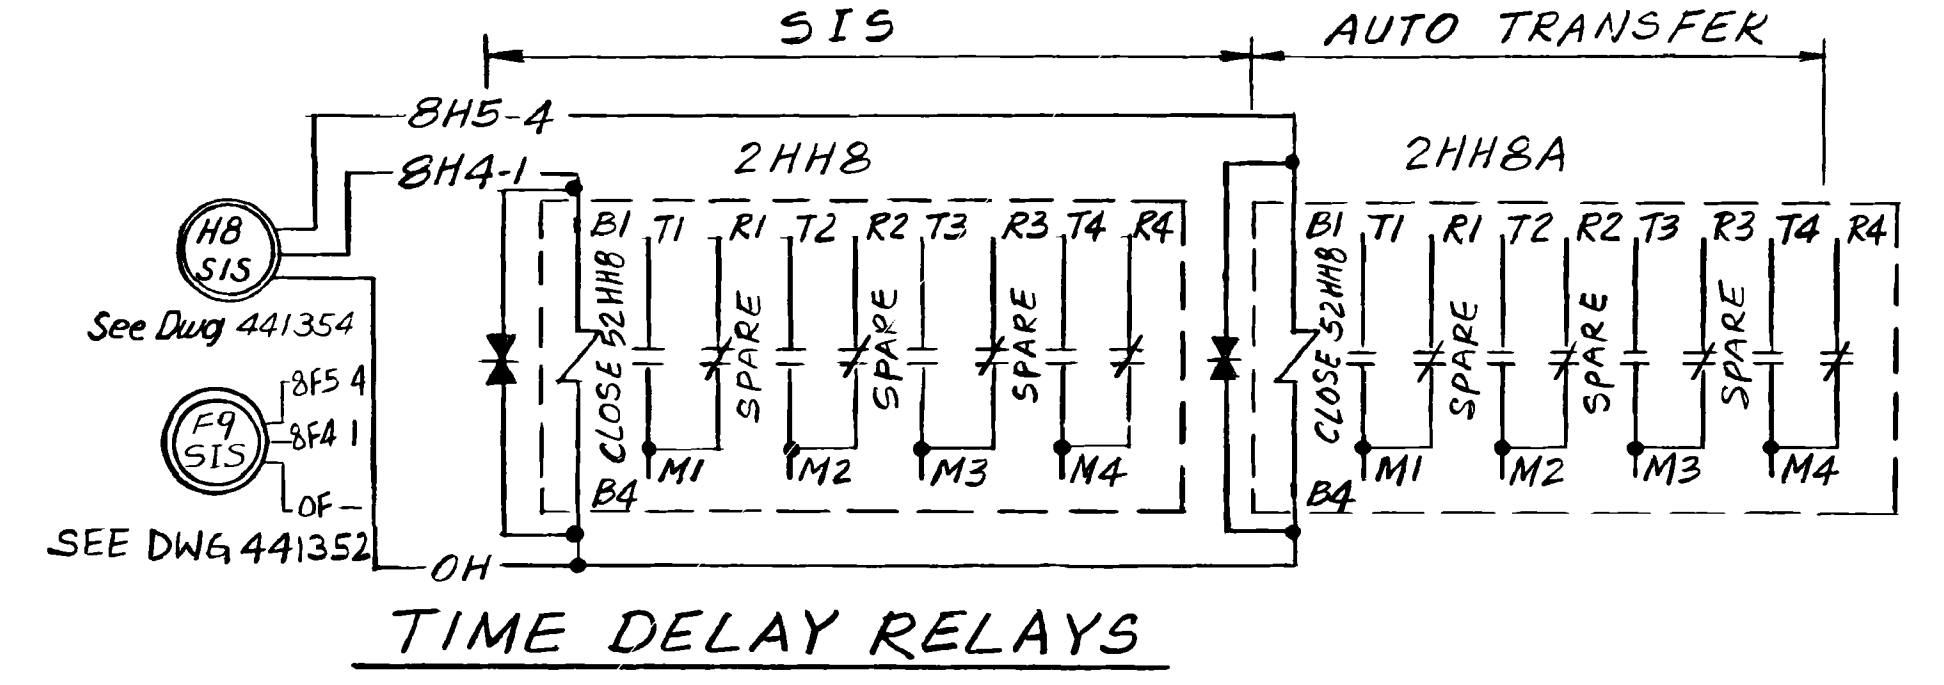 SIS
AUTO TRANSFER
8H5-4
8H4-1
2HH8
2HH8A
H8
SIS
See Dwg 441354
8F5 4
F9
SIS
8F4 1
OF-
SEE DWG 441352
B1 T1 R1 T2 R2 T3 R3 T4 R4
CLOSE 52HH8
SPARE
SPARE
SPARE
M1 M2 M3 M4
B4
B1 T1 R1 T2 R2 T3 R3 T4 R4
CLOSE 52HH8
SPARE
SPARE
SPARE
M1 M2 M3 M4
B4
OH
TIME DELAY RELAYS